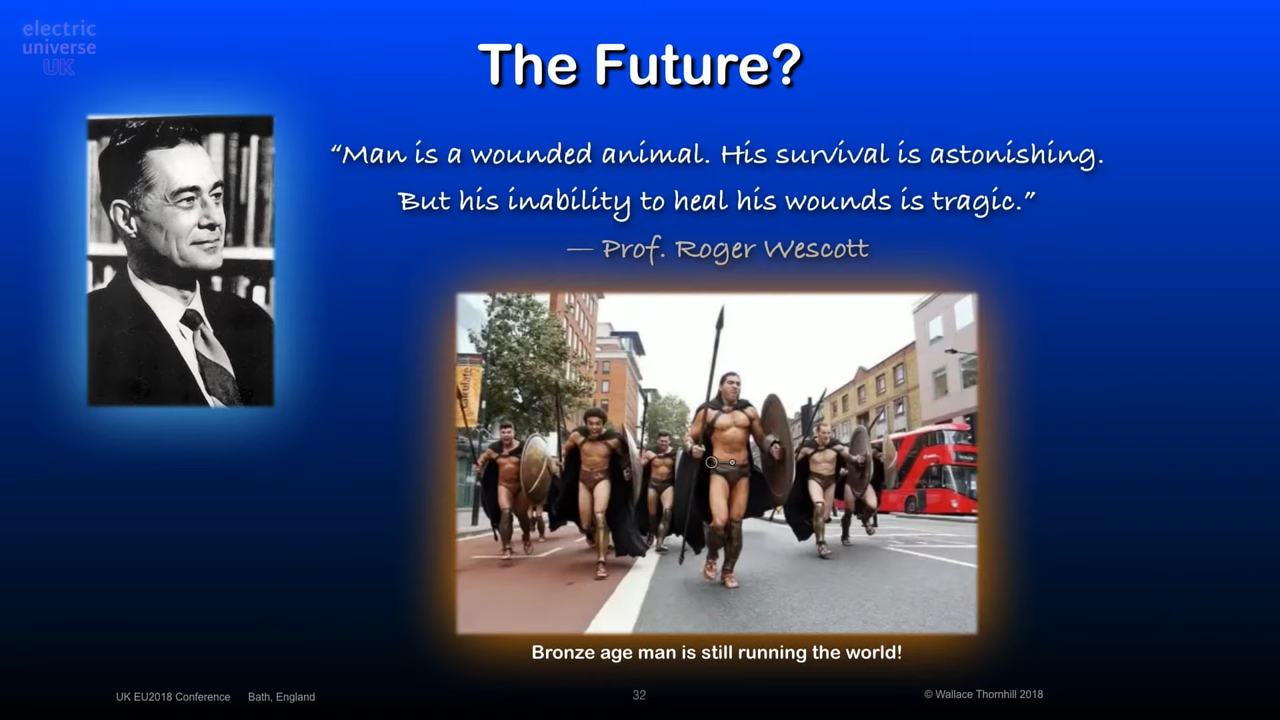 electric
universe
UK
The Future?
“Man is a wounded animal. His survival is astonishing.
But his inability to heal his wounds is tragic.”
— Prof. Roger Wescott
Bronze age man is still running the world!
UK EU2018 Conference Bath, England
32
© Wallace Thornhill 2018